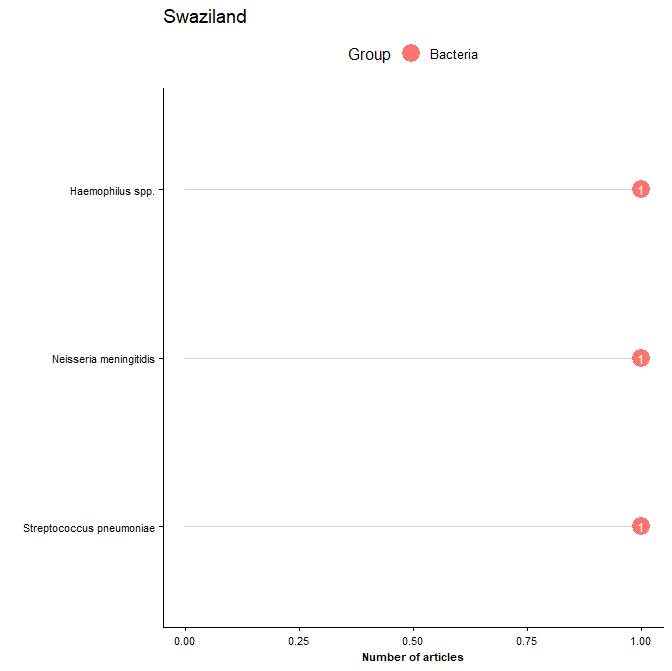 Swaziland
Group Bacteria
Haemophilus spp.
1
Neisseria meningitidis
1
Streptococcus pneumoniae
1
0.00 0.25 0.50 0.75 1.00
Number of articles